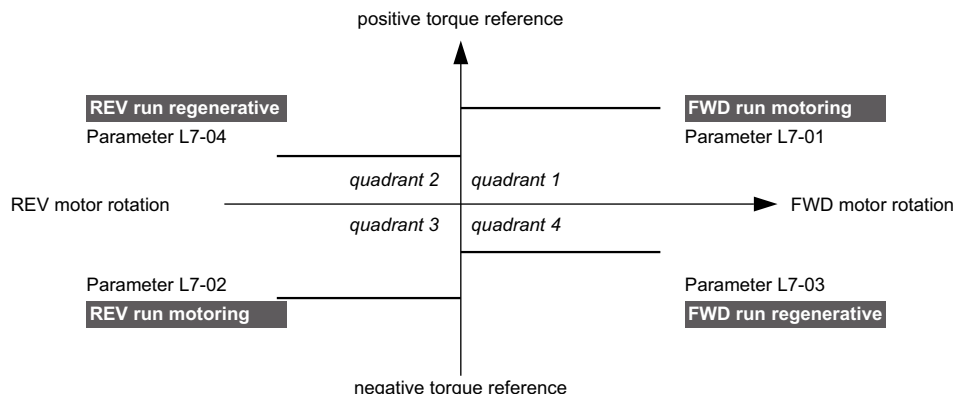 positive torque reference
REV run regenerative
FWD run motoring
Parameter L7-04
Parameter L7-01
quadrant 2
quadrant 1
REV motor rotation
FWD motor rotation
quadrant 3
quadrant 4
Parameter L7-02
Parameter L7-03
REV run motoring
FWD run regenerative
negative torque reference